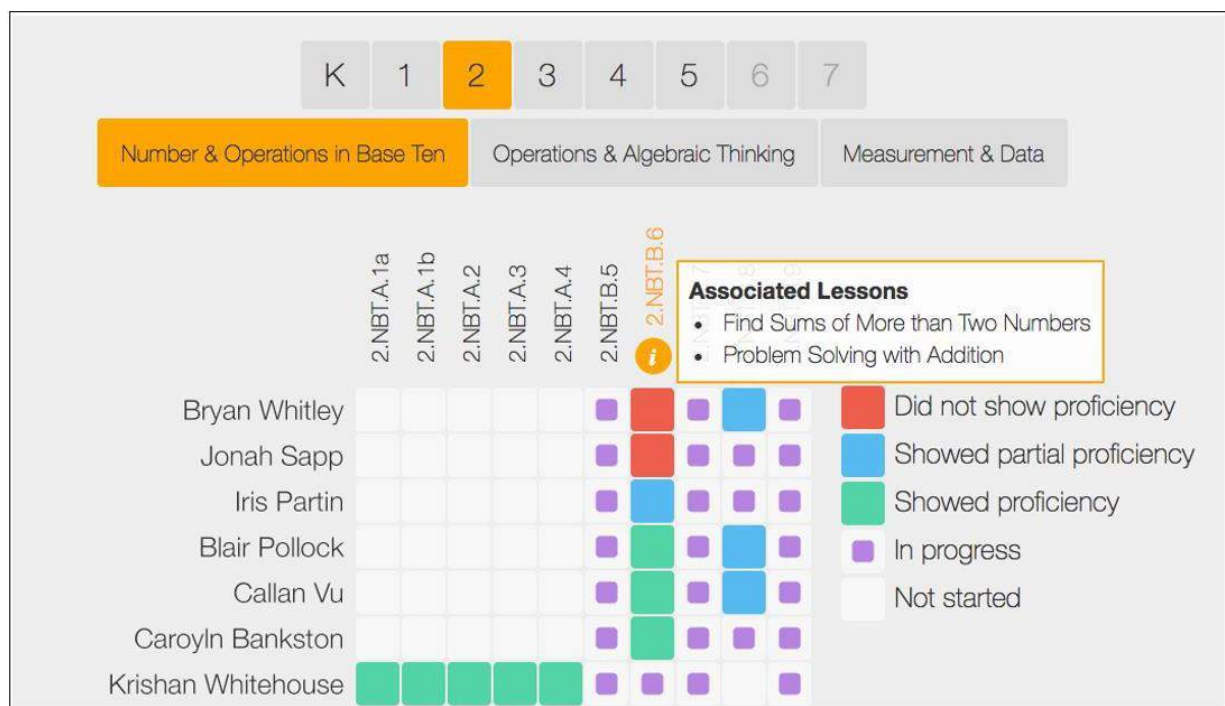 K 1 2 3 4 5 6 7
Number & Operations in Base Ten Operations & Algebraic Thinking Measurement & Data
2.NBT.A.1a
2.NBT.A.1b
2.NBT.A.2
2.NBT.A.3
2.NBT.A.4
2.NBT.B.5
2.NBT.B.6
i
Associated Lessons
• Find Sums of More than Two Numbers
• Problem Solving with Addition
Bryan Whitley
Jonah Sapp
Iris Partin
Blair Pollock
Callan Vu
Caroyln Bankston
Krishan Whitehouse
Did not show proficiency
Showed partial proficiency
Showed proficiency
In progress
Not started